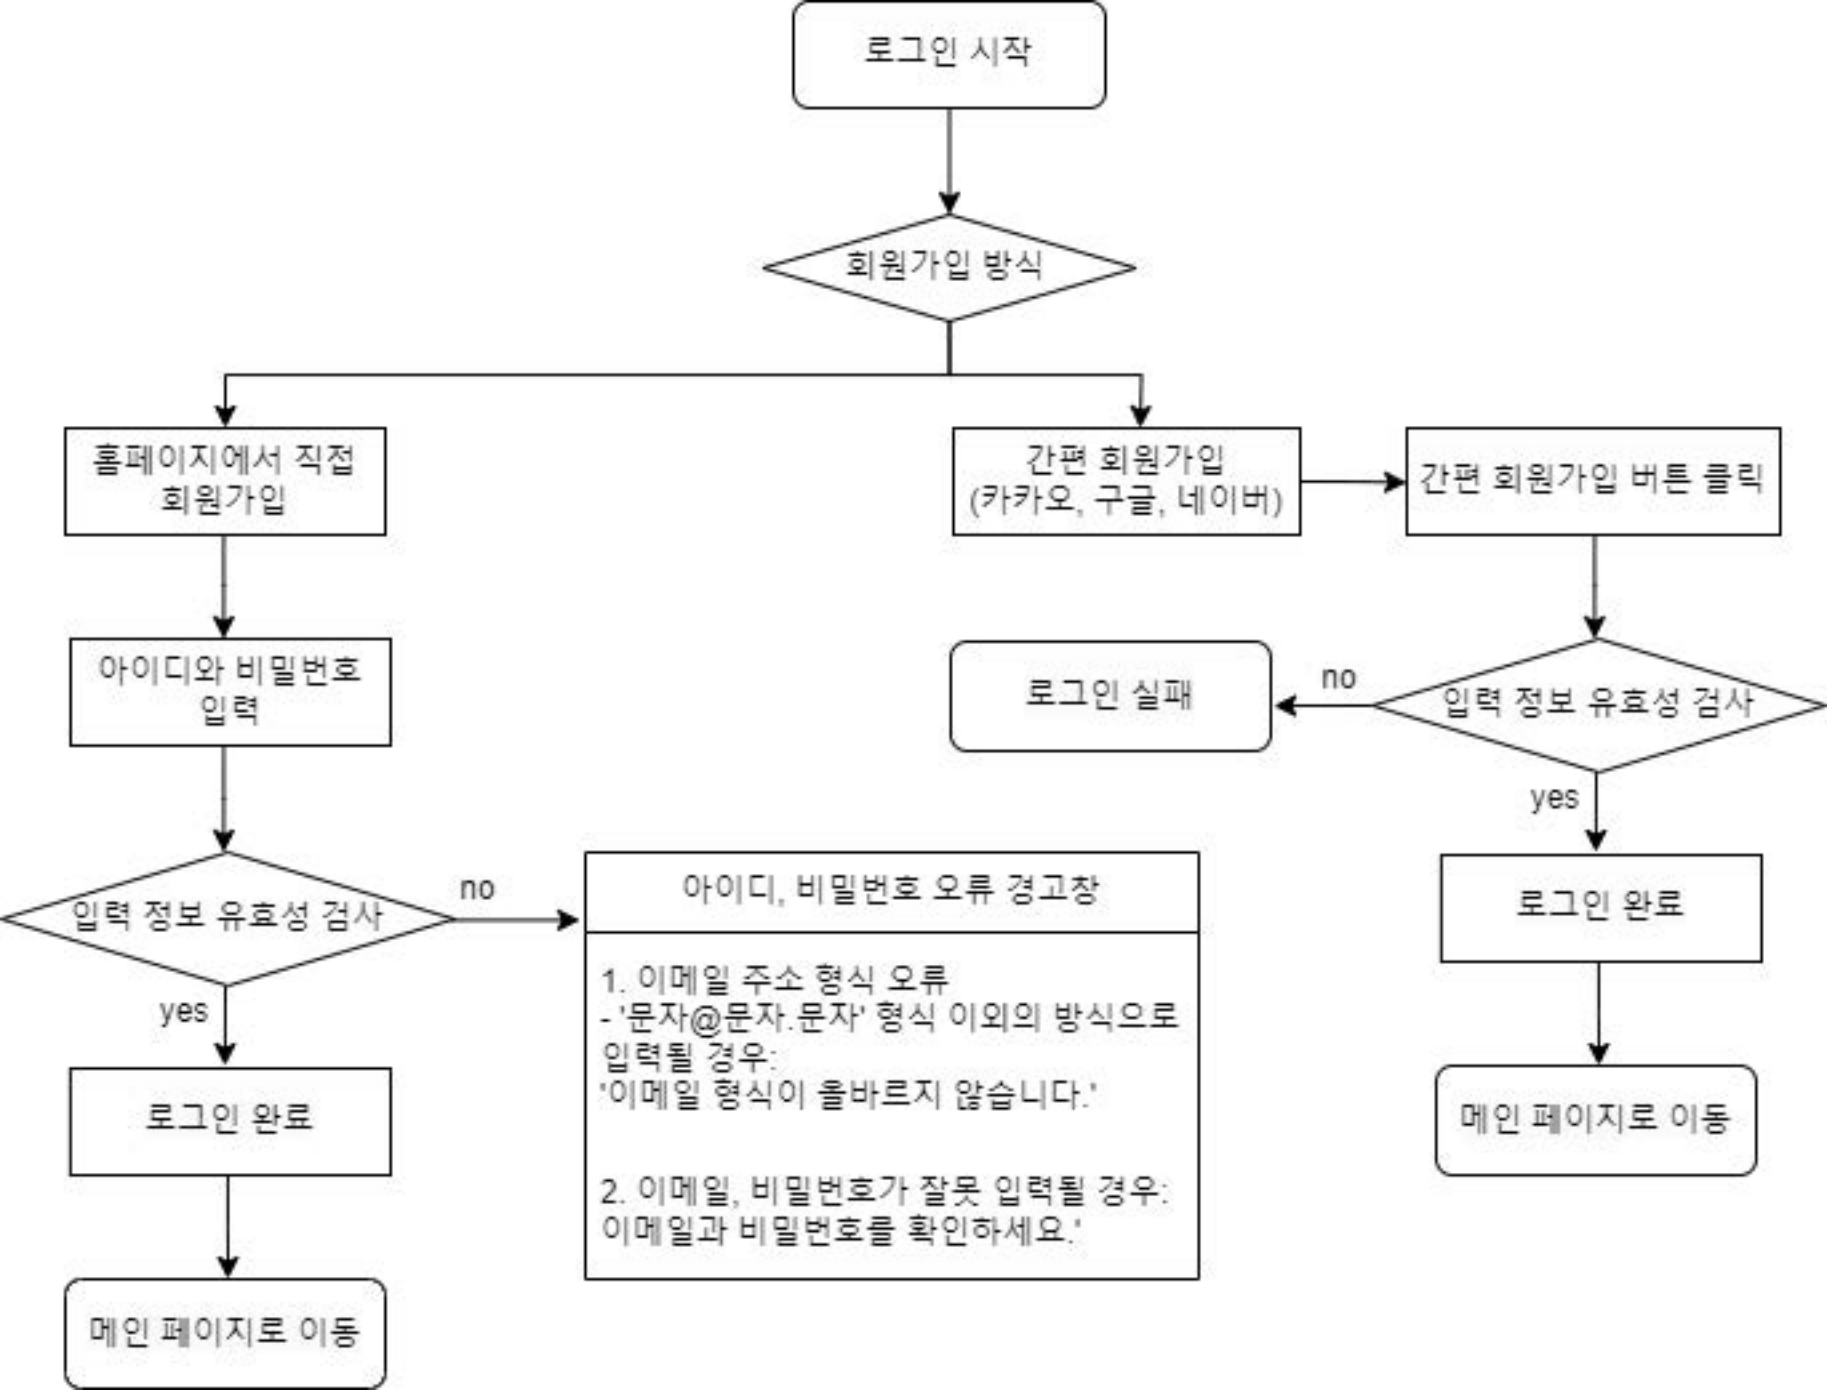 로그인 시작
회원가입 방식
홈페이지에서 직접
회원가입
간편 회원가입
(카카오, 구글, 네이버)
간편 회원가입 버튼 클릭
아이디와 비밀번호
입력
로그인 실패
no
입력 정보 유효성 검사
yes
입력 정보 유효성 검사
no
yes
아이디, 비밀번호 오류 경고창
1. 이메일 주소 형식 오류
- '문자@문자.문자' 형식 이외의 방식으로
입력될 경우:
'이메일 형식이 올바르지 않습니다.'
2. 이메일, 비밀번호가 잘못 입력될 경우:
이메일과 비밀번호를 확인하세요.'
로그인 완료
메인 페이지로 이동
로그인 완료
메인 페이지로 이동